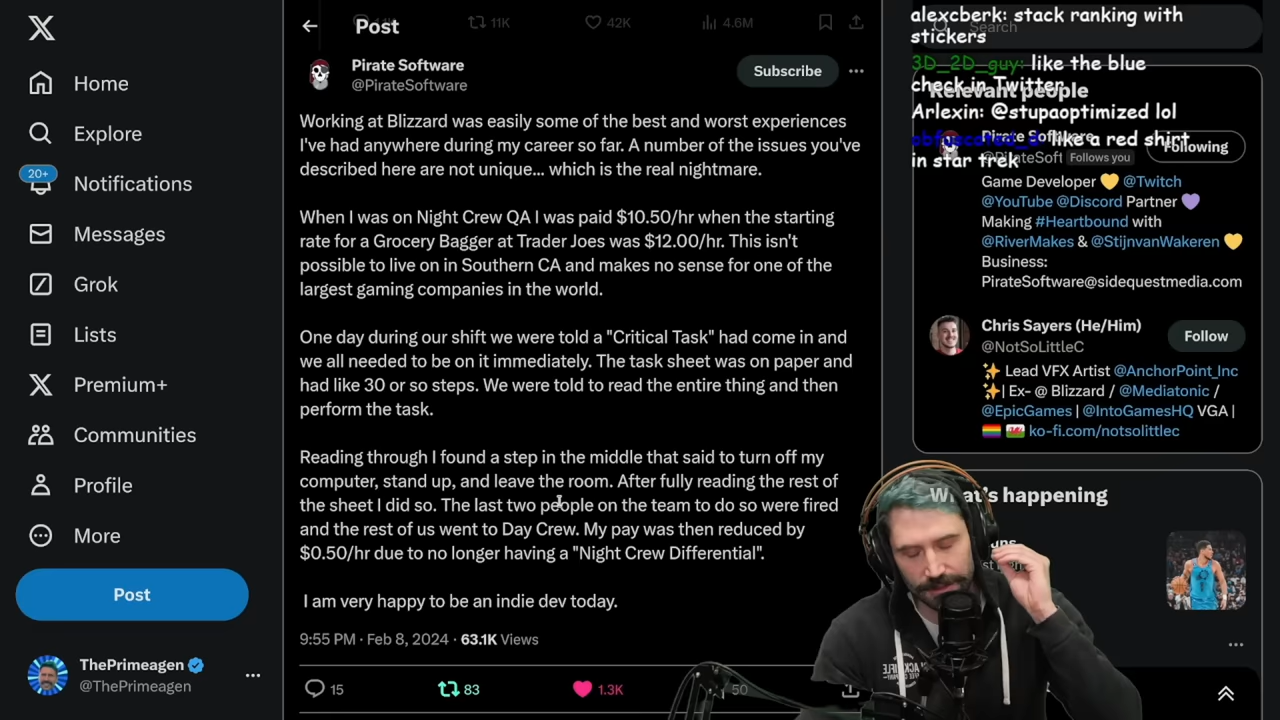 Home
Explore
20+
Notifications
Messages
Grok
Lists
Premium+
Communities
Profile
More
Post
ThePrimeagen
@ThePrimeagen
Post
11K
42K
4.6M
Pirate Software
@PirateSoftware
Subscribe
Working at Blizzard was easily some of the best and worst experiences
I've had anywhere during my career so far. A number of the issues you've
described here are not unique... which is the real nightmare.
When I was on Night Crew QA I was paid $10.50/hr when the starting
rate for a Grocery Bagger at Trader Joes was $12.00/hr. This isn't
possible to live on in Southern CA and makes no sense for one of the
largest gaming companies in the world.
One day during our shift we were told a "Critical Task" had come in and
we all needed to be on it immediately. The task sheet was on paper and
had like 30 or so steps. We were told to read the entire thing and then
perform the task.
Reading through I found a step in the middle that said to turn off my
computer, stand up, and leave the room. After fully reading the rest of
the sheet I did so. The last two people on the team to do so were fired
and the rest of us went to Day Crew. My pay was then reduced by
$0.50/hr due to no longer having a "Night Crew Differential".
I am very happy to be an indie dev today.
9:55 PM · Feb 8, 2024 · 63.1K Views
15
83
1.3K
50
Search
alexcberk: stack ranking with
stickers
3D_2D_guy: like the blue
check in Twitter
Relevant people
Arlexin: @stupaoptimized lol
like a red shirt
in star trek
Pirate Software
@PirateSoft
Follows you
Following
Game Developer 💛 @Twitch
@YouTube @Discord Partner 💜
Making #Heartbound with
@RiverMakes & @StijnvanWakeren 💛
Business:
PirateSoftware@sidequestmedia.com
Chris Sayers (He/Him)
@NotSoLittleC
Follow
✨ Lead VFX Artist @AnchorPoint_Inc
✨| Ex- @ Blizzard / @Mediatonic /
@EpicGames | @IntoGamesHQ VGA |
🏳️‍🌈 🏴󠁧󠁢󠁷󠁬󠁳󠁿 ko-fi.com/notsolittlec
What's happening